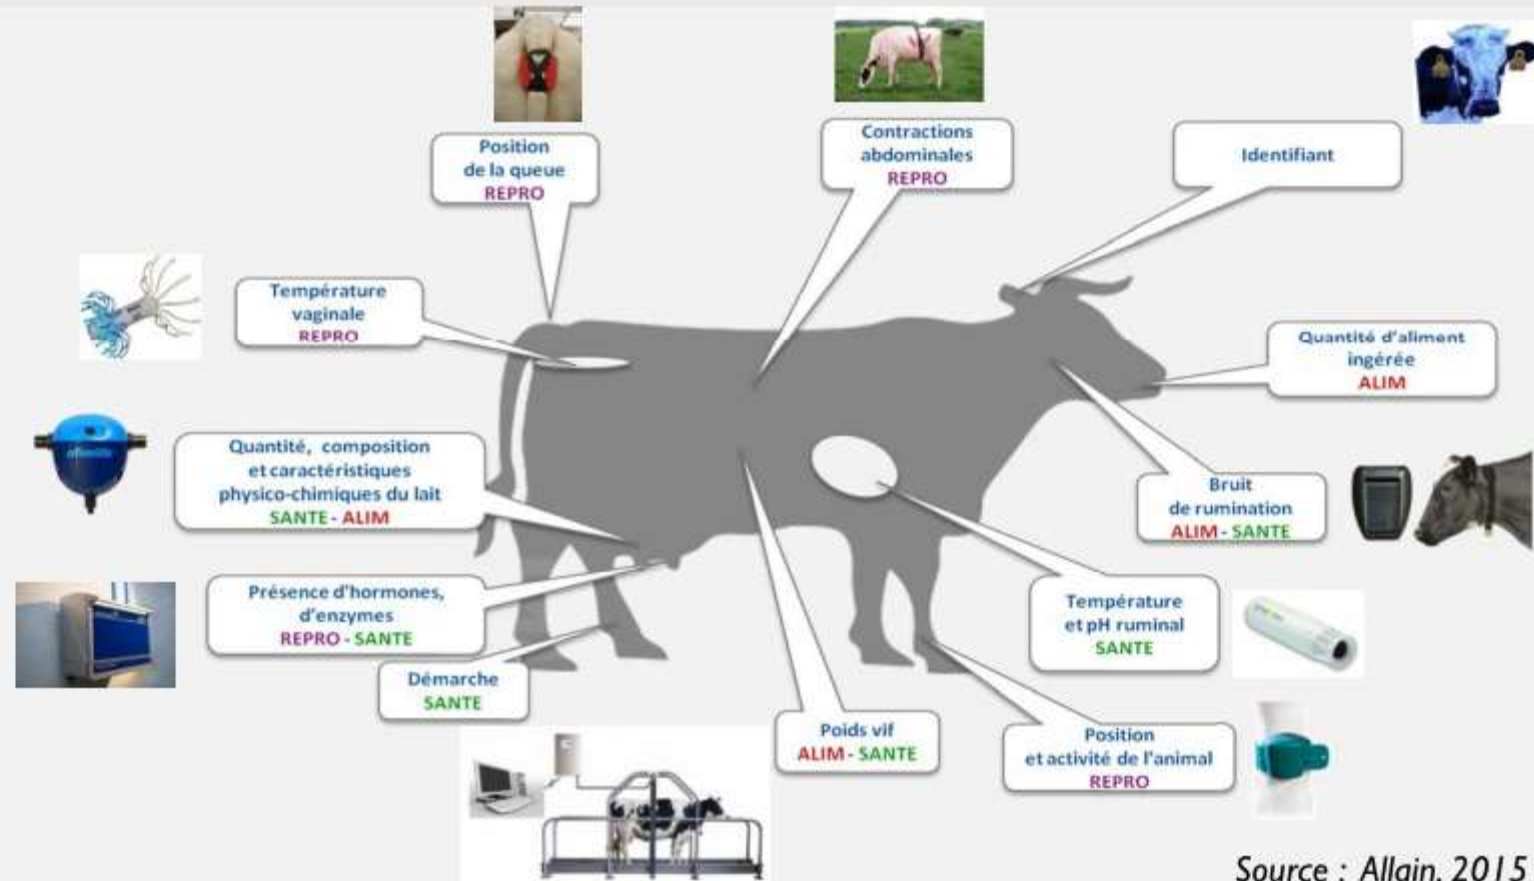 Position
de la queue
REPRO
Contractions
abdominales
REPRO
Identifiant
Température
vaginale
REPRO
Quantité d'aliment
ingérée
ALIM
Quantité, composition
et caractéristiques
physico-chimiques du lait
SANTE - ALIM
Bruit
de rumination
ALIM - SANTE
Présence d'hormones,
d'enzymes
REPRO - SANTE
Température
et pH ruminal
SANTE
Démarche
SANTE
Poids vif
ALIM - SANTE
Position
et activité de l'animal
REPRO
Source : Allain, 2015